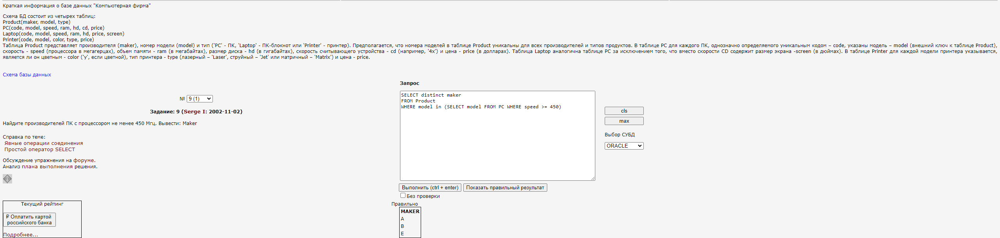 Краткая информация о базе данных "Компьютерная фирма"
Схема БД состоит из четырех таблиц:
Product(maker, model, type)
PC(code, model, speed, ram, hd, cd, price)
Laptop(code, model, speed, ram, hd, price, screen)
Printer(code, model, color, type, price)
Таблица Product представляет производителя (maker), номер модели (model) и тип ('PC' - ПК, 'Laptop' - ПК-блокнот или 'Printer' - принтер). Предполагается, что номера моделей в таблице Product уникальны для всех производителей и типов продуктов. В таблице PC для каждого ПК, однозначно определяемого уникальным кодом – code, указаны модель – model (внешний ключ к таблице Product),
скорость - speed (процессора в мегагерцах), объем памяти - ram (в мегабайтах), размер диска - hd (в гигабайтах), скорость считывающего устройства - cd (например, '4x') и цена - price (в долларах). Таблица Laptop аналогична таблице РС за исключением того, что вместо скорости CD содержит размер экрана -screen (в дюймах). В таблице Printer для каждой модели принтера указывается,
является ли он цветным - color ('y', если цветной), тип принтера - type (лазерный – 'Laser', струйный – 'Jet' или матричный – 'Matrix') и цена - price.
Схема базы данных
№ 9 (1)
Задание: 9 (Serge I: 2002-11-02)
Найдите производителей ПК с процессором не менее 450 Мгц. Вывести: Maker
Справка по теме:
Явные операции соединения
Простой оператор SELECT
Обсуждение упражнения на форуме.
Анализ плана выполнения решения.
i
Запрос
SELECT distinct maker
FROM Product
WHERE model in (SELECT model FROM PC WHERE speed >= 450)
cls
max
Выбор СУБД
ORACLE
Выполнить (ctrl + enter) Показать правильный результат
Без проверки
Текущий рейтинг
₽ Оплатить картой
российского банка
Подробнее...
Правильно
MAKER
A
B
E